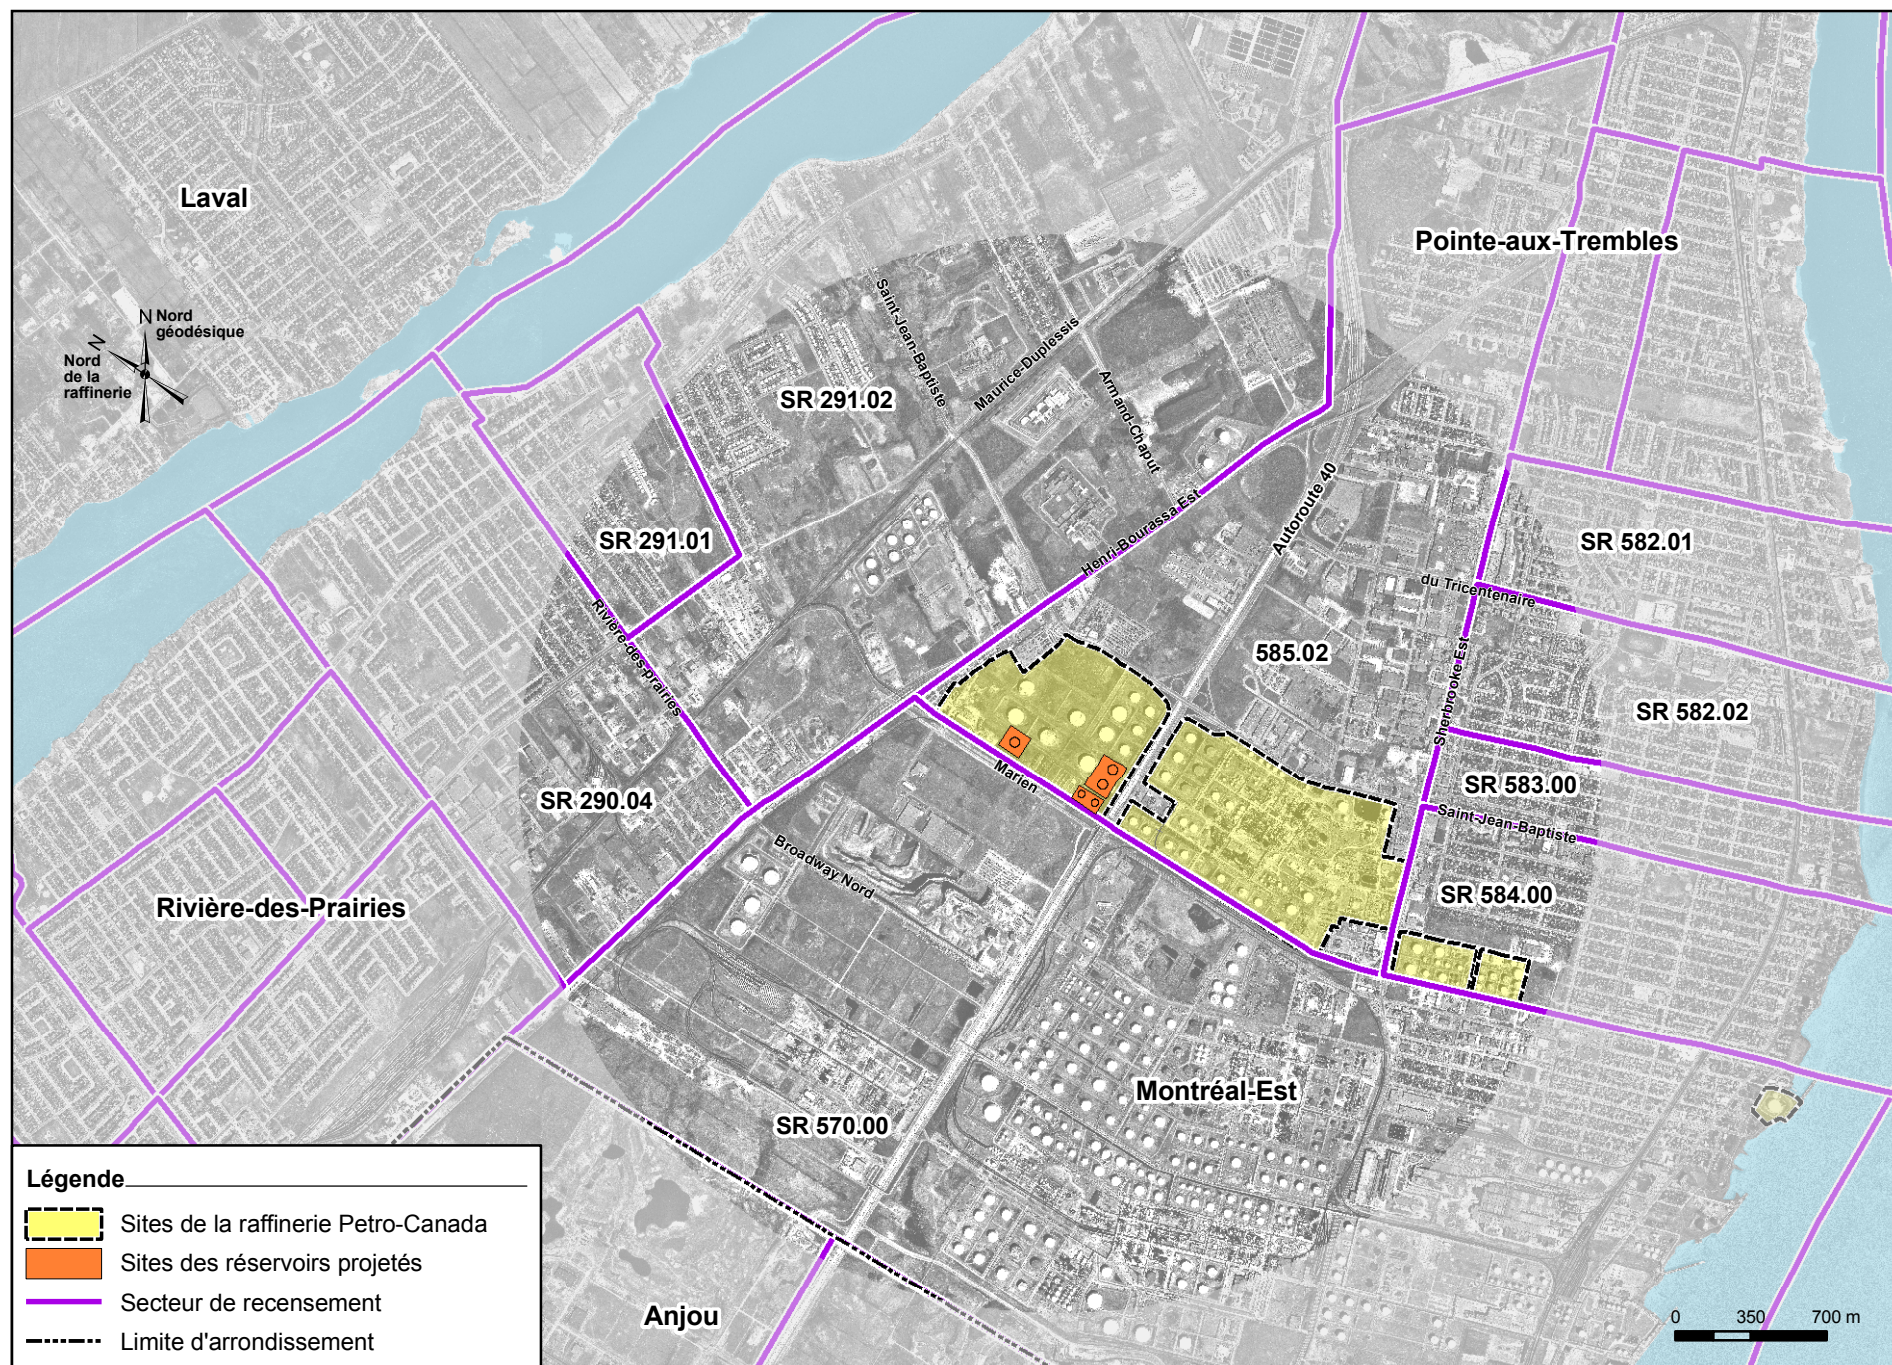 Laval
Pointe-aux-Trembles
N Nord
géodésique
N
Nord
de la
raffinerie
Saint-Jean-Baptiste
Maurice-Duplessis
Armand-Chaput
SR 291.02
SR 291.01
Henri-Bourassa Est
Autoroute 40
SR 582.01
du Tricentenaire
Rivière-des-prairies
585.02
Sherbrooke Est
SR 582.02
Marien
SR 583.00
SR 290.04
Saint-Jean-Baptiste
Broadway Nord
SR 584.00
Rivière-des-Prairies
Montréal-Est
SR 570.00
Anjou
Légende
Sites de la raffinerie Petro-Canada
Sites des réservoirs projetés
Secteur de recensement
Limite d'arrondissement
0 350 700 m